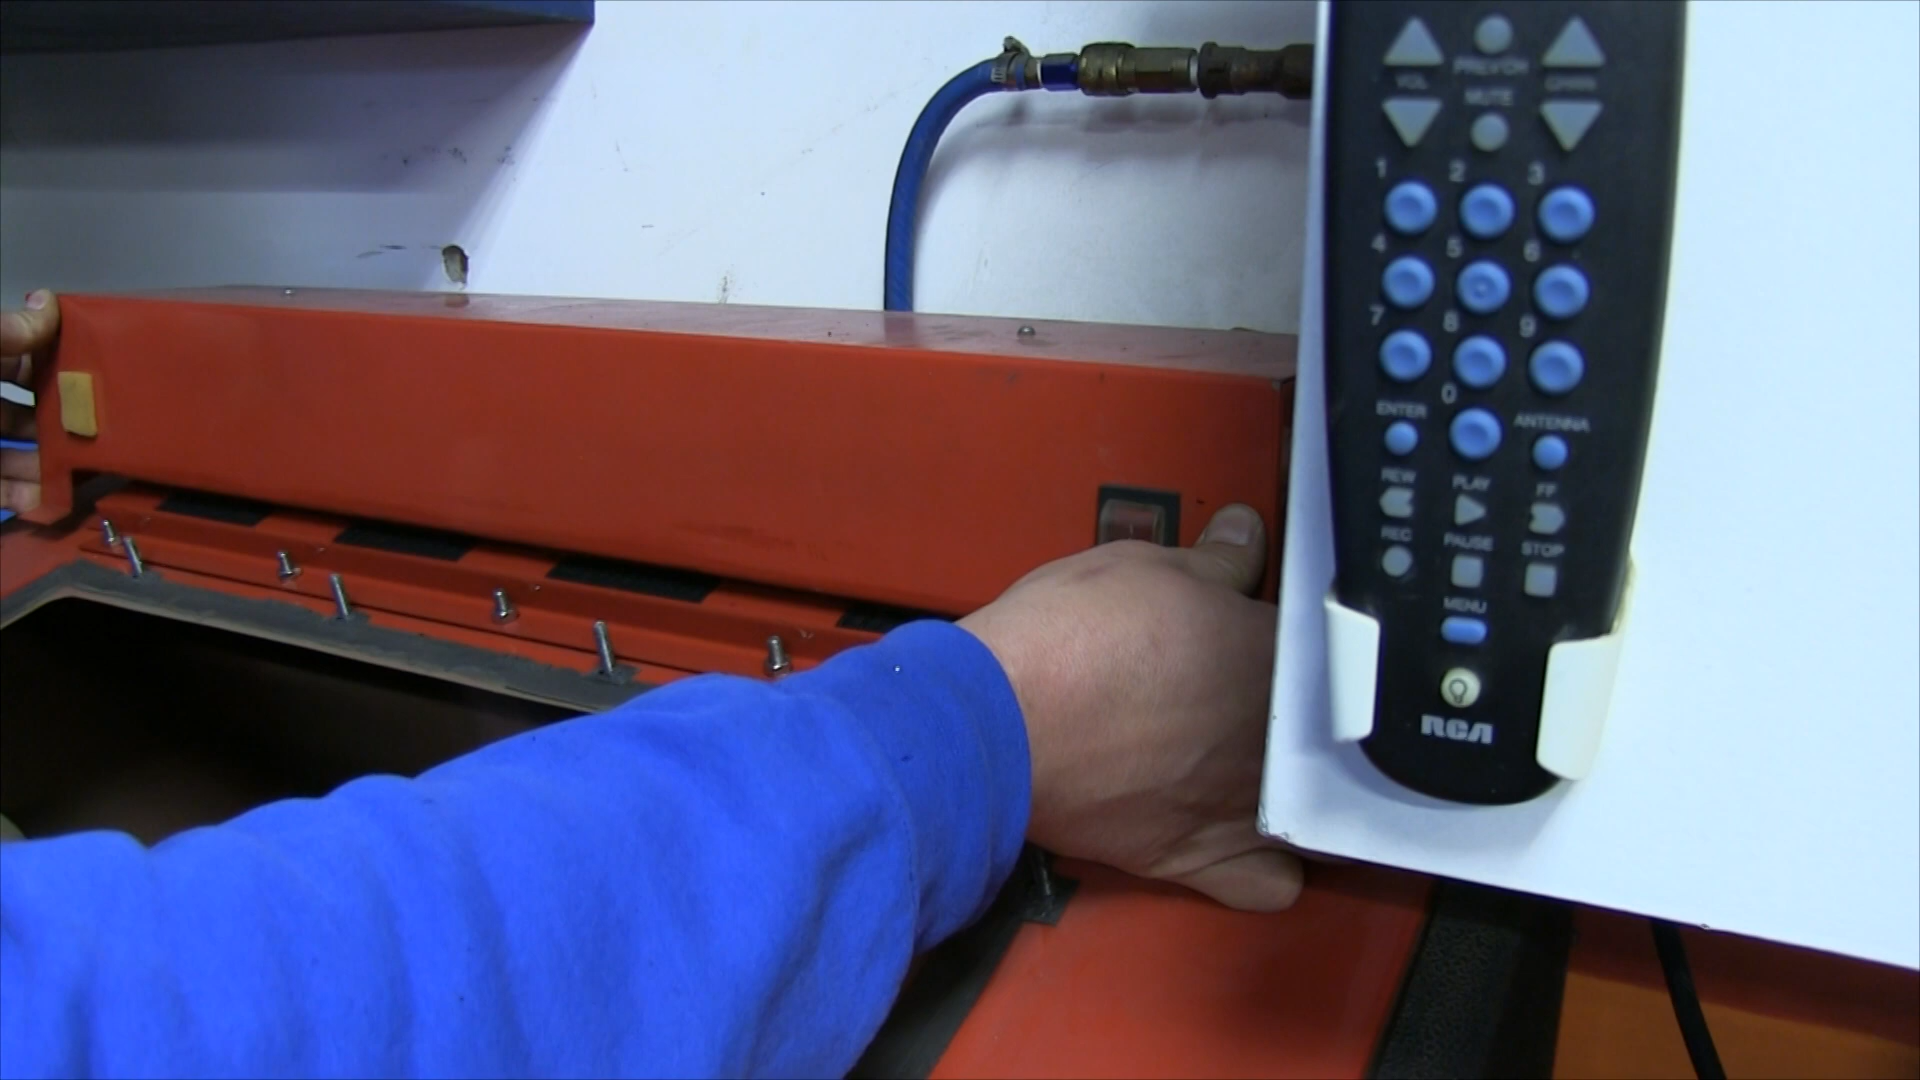 PREV CH
VOL
CHAN
MUTE
1 2 3
4 5 6
7 8 9
0
ENTER
ANTENNA
REW PLAY FF
REC PAUSE STOP
MENU
RCA